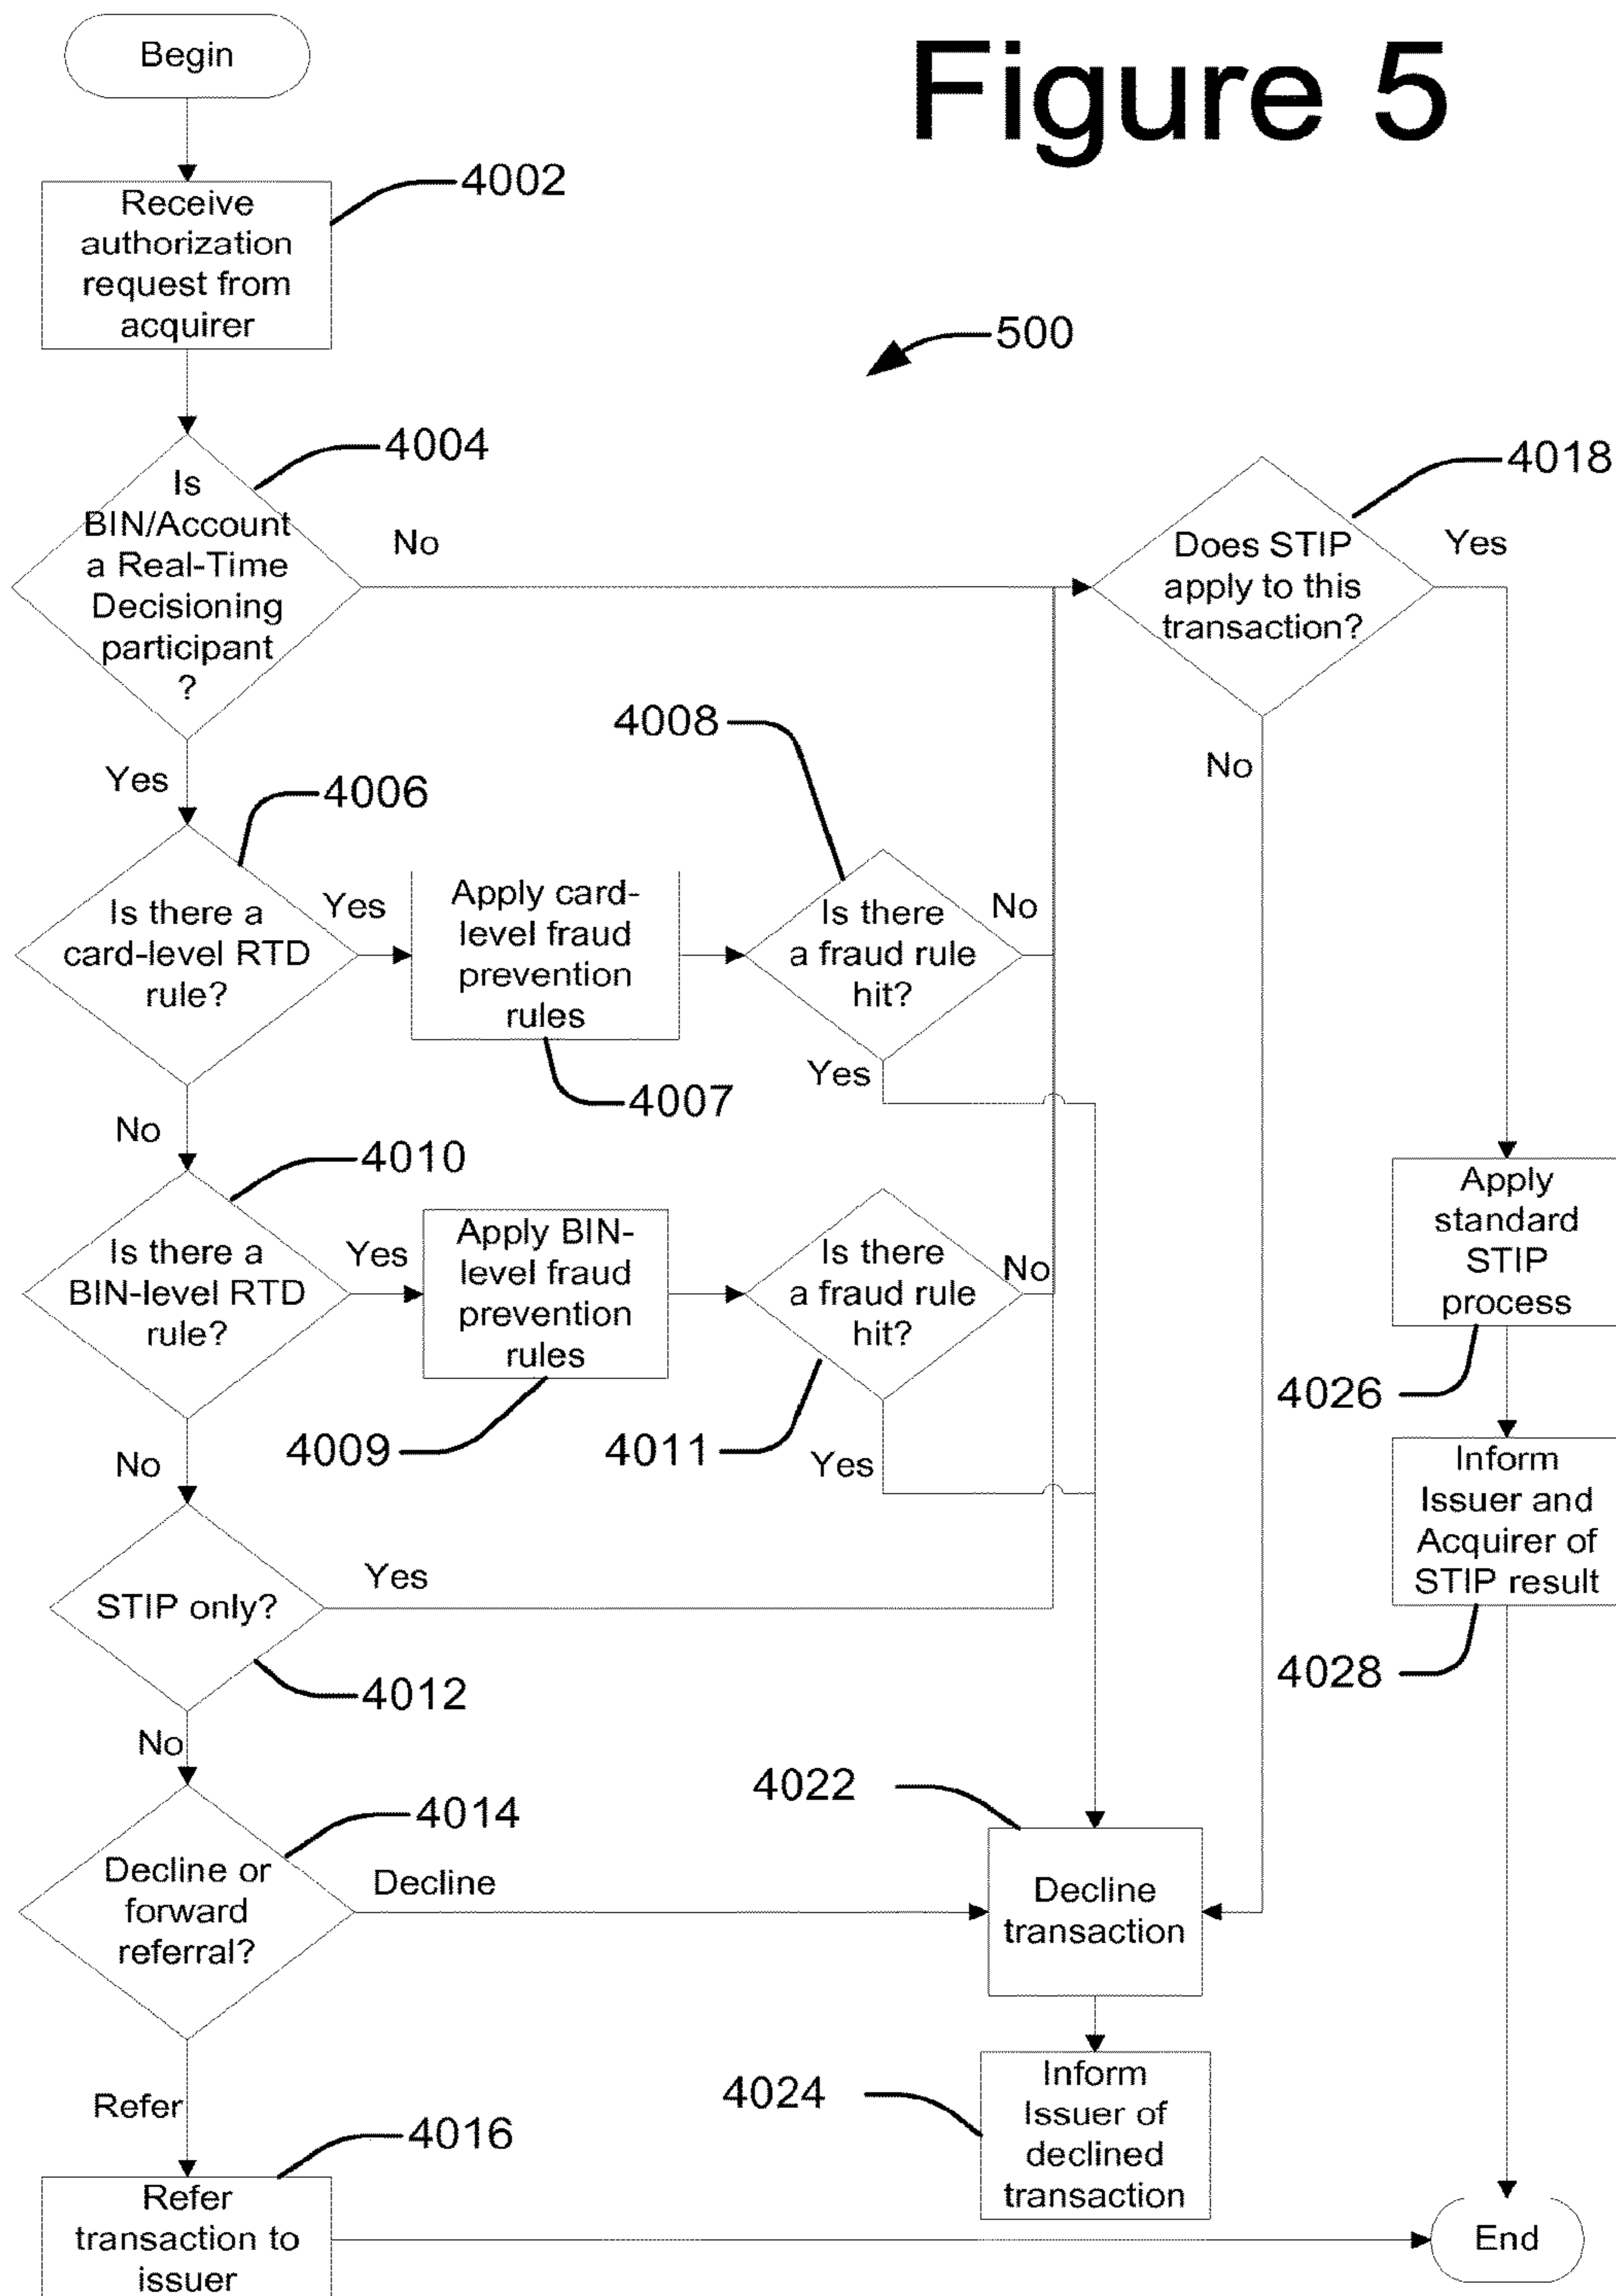 Figure 5
Begin
4002
Receive
authorization
request from
acquirer
500
4004
Is
BIN/Account
a Real-Time
Decisioning
participant
?
No
Yes
4018
Does STIP
apply to this
transaction?
Yes
No
4006
Is there a
card-level RTD
rule?
Yes
No
Apply card-
level fraud
prevention
rules
4007
4008
Is there
a fraud rule
hit?
No
Yes
4010
Is there a
BIN-level RTD
rule?
Yes
No
Apply BIN-
level fraud
prevention
rules
4009
Is there
a fraud rule
hit?
No
4011
Yes
Apply
standard
STIP
process
4026
Inform
Issuer and
Acquirer of
STIP result
4028
STIP only?
Yes
4012
No
4014
Decline or
forward
referral?
Decline
Refer
4022
Decline
transaction
4024
Inform
Issuer of
declined
transaction
4016
Refer
transaction to
issuer
End